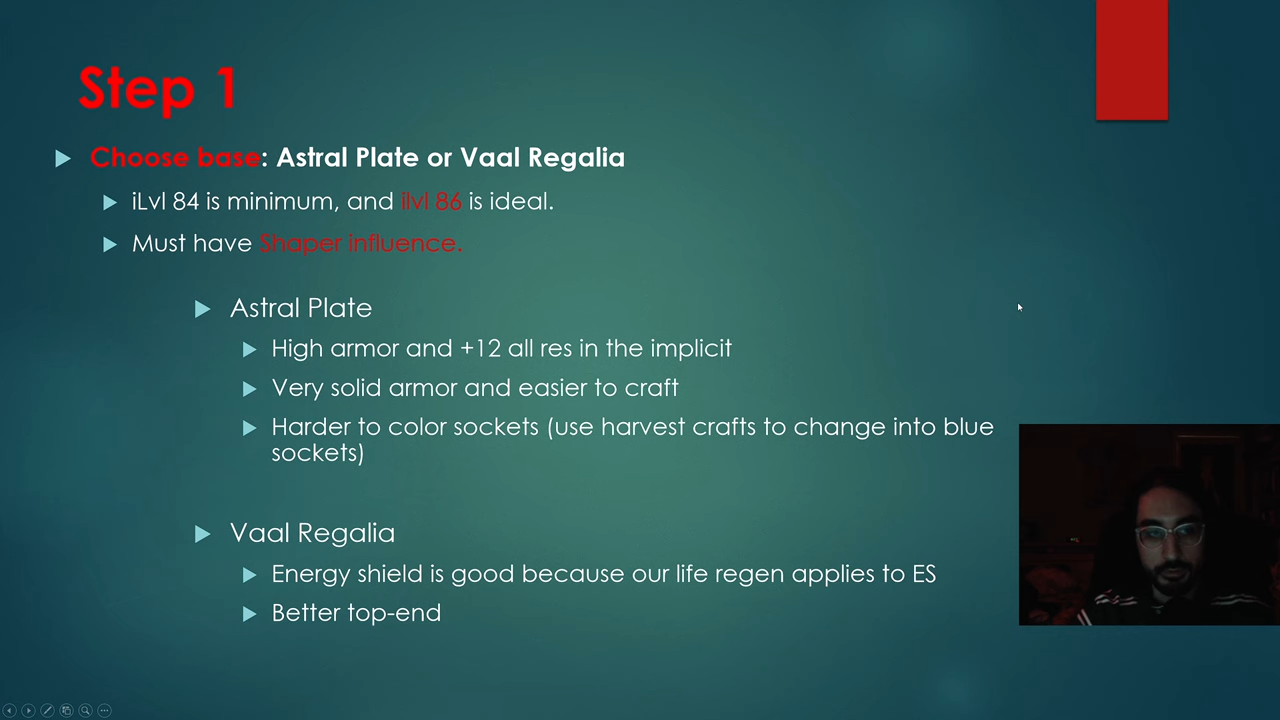 Step 1
Choose base: Astral Plate or Vaal Regalia
iLvl 84 is minimum, and ilvl 86 is ideal.
Must have Shaper influence.
Astral Plate
High armor and +12 all res in the implicit
Very solid armor and easier to craft
Harder to color sockets (use harvest crafts to change into blue
sockets)
Vaal Regalia
Energy shield is good because our life regen applies to ES
Better top-end